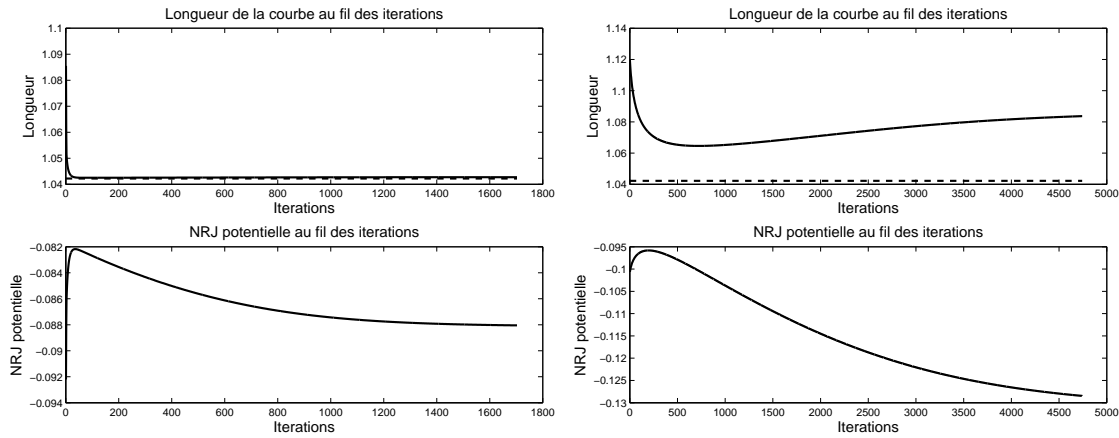 Longueur de la courbe au fil des iterations
1.1
1.09
1.08
1.07
1.06
1.05
1.04
Longueur
0 200 400 600 800 1000 1200 1400 1600 1800
Iterations
Longueur de la courbe au fil des iterations
1.14
1.12
1.1
1.08
1.06
1.04
Longueur
0 500 1000 1500 2000 2500 3000 3500 4000 4500 5000
Iterations
NRJ potentielle au fil des iterations
−0.082
−0.084
−0.086
−0.088
−0.09
−0.092
−0.094
NRJ potentielle
0 200 400 600 800 1000 1200 1400 1600 1800
Iterations
NRJ potentielle au fil des iterations
−0.095
−0.1
−0.105
−0.11
−0.115
−0.12
−0.125
−0.13
NRJ potentielle
0 500 1000 1500 2000 2500 3000 3500 4000 4500 5000
Iterations